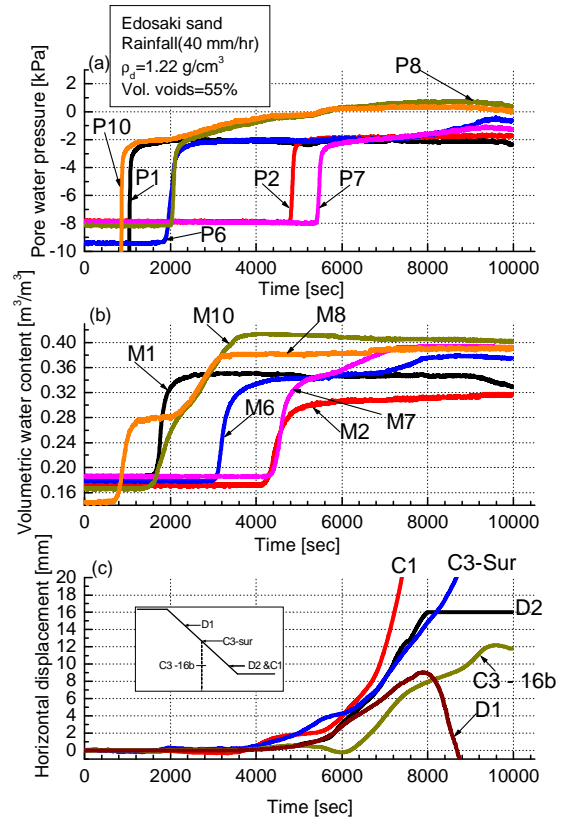 Edosaki sand
Rainfall(40 mm/hr)
ρd=1.22 g/cm³
Vol. voids=55%
(a)
Pore water pressure [kPa]
2
0
-2
-4
-6
-8
-10
P8
P10
P1
P2
P7
P6
0 2000 4000 6000 8000 10000
Time [sec]
(b)
Volumetric water content [m³/m³]
0.40
0.36
0.32
0.28
0.24
0.20
0.16
M10
M8
M1
M6
M7
M2
0 2000 4000 6000 8000 10000
Time [sec]
(c)
Horizontal displacement [mm]
20
18
16
14
12
10
8
6
4
2
0
C1
C3-Sur
D2
C3 - 16b
D1
D1
C3-sur
C3 -16b
D2 &C1
0 2000 4000 6000 8000 10000
Time [sec]